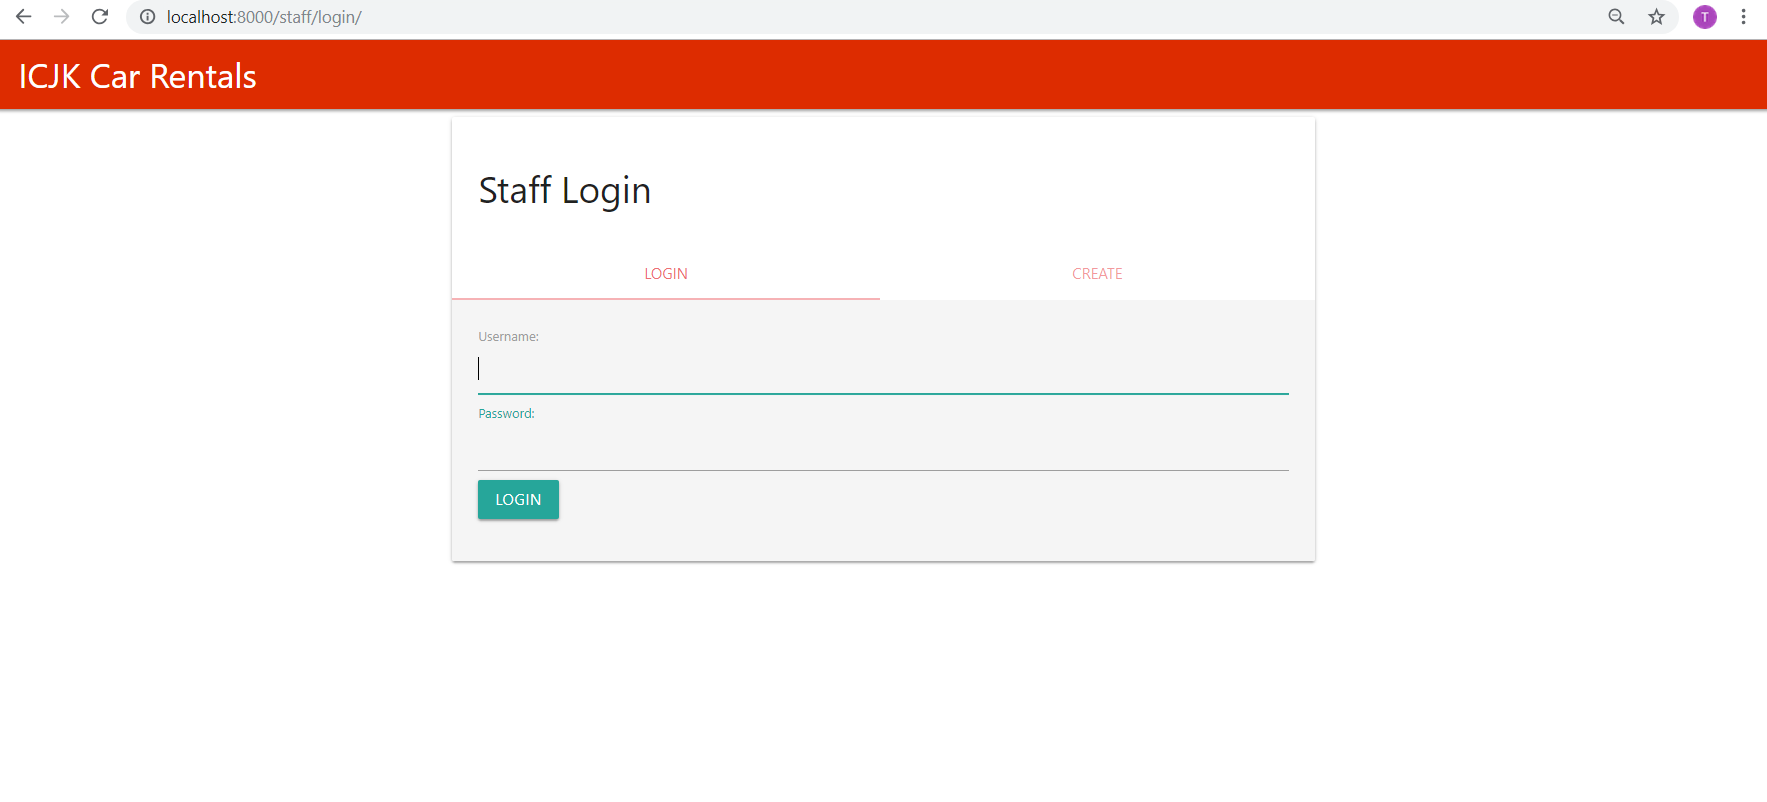 localhost:8000/staff/login/
T
ICJK Car Rentals
Staff Login
LOGIN CREATE
Username:
Password:
LOGIN